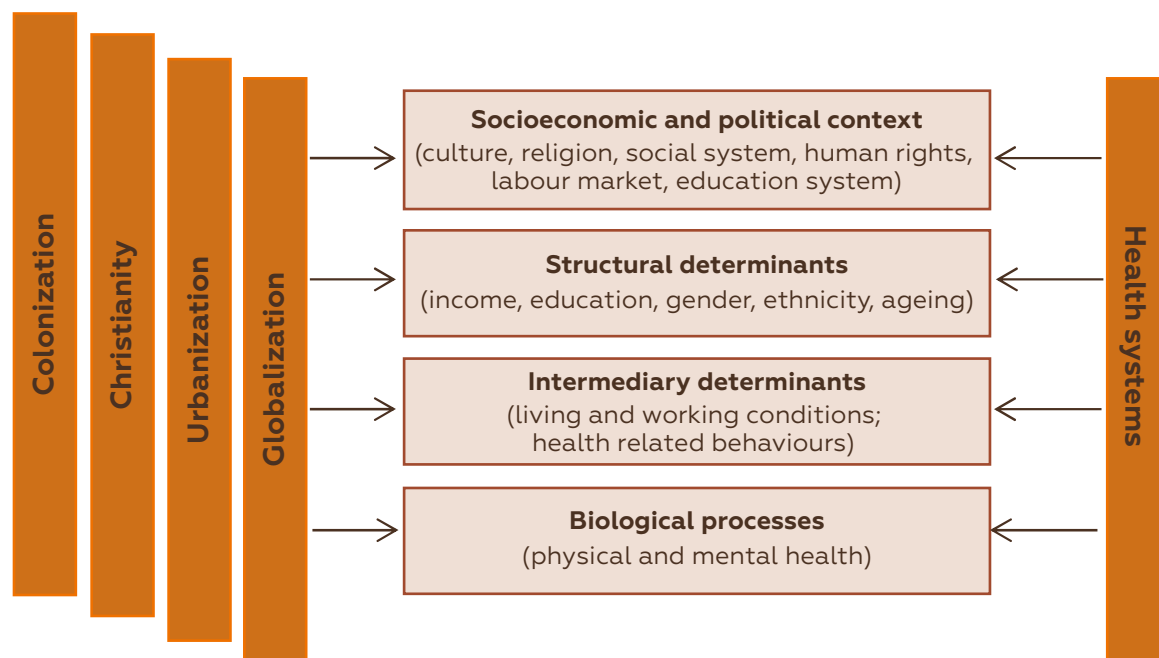 Colonization
Christianity
Urbanization
Globalization
Socioeconomic and political context
(culture, religion, social system, human rights,
labour market, education system)
Structural determinants
(income, education, gender, ethnicity, ageing)
Intermediary determinants
(living and working conditions;
health related behaviours)
Biological processes
(physical and mental health)
Health systems